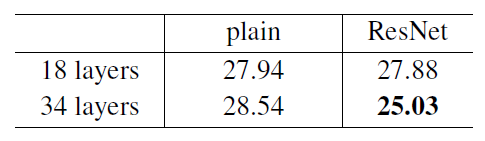 plain ResNet
18 layers 27.94 27.88
34 layers 28.54 25.03